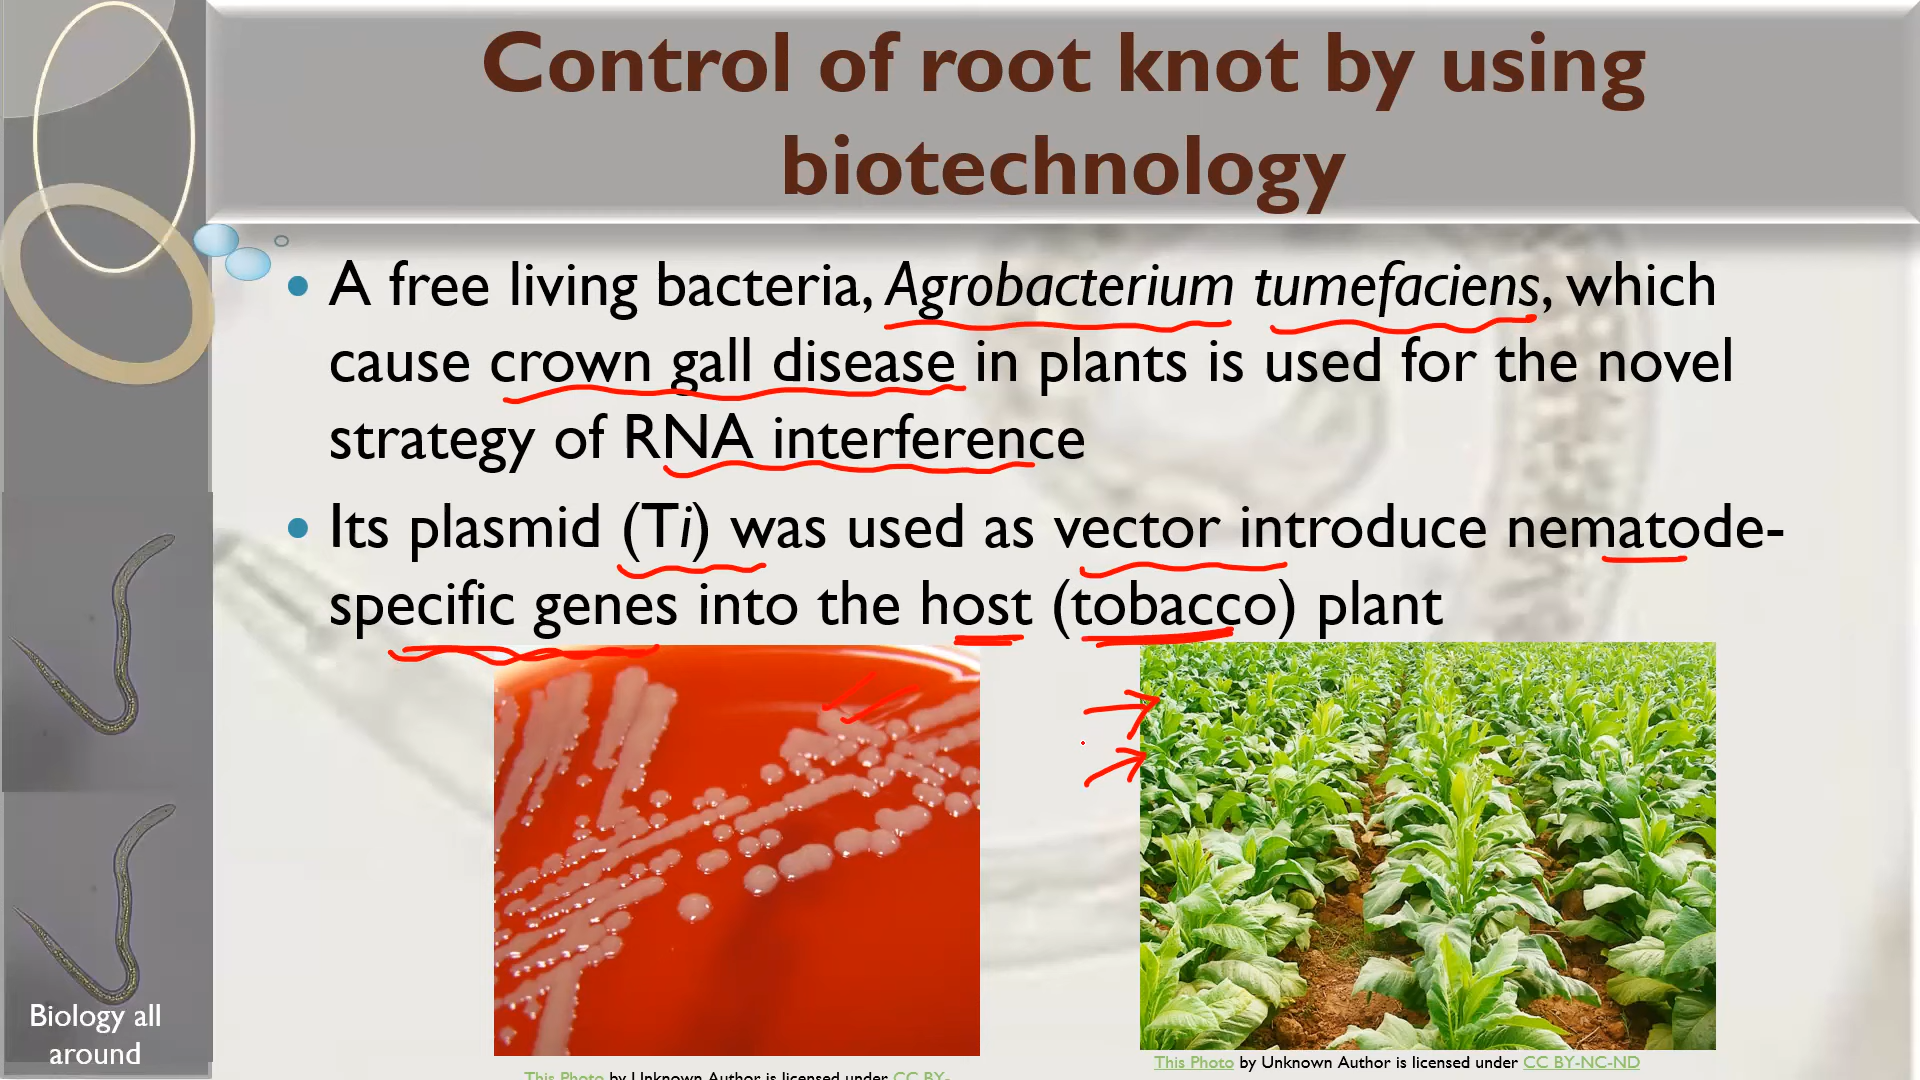 Control of root knot by using
biotechnology
• A free living bacteria, Agrobacterium tumefaciens, which
cause crown gall disease in plants is used for the novel
strategy of RNA interference
• Its plasmid (Ti) was used as vector introduce nematode-
specific genes into the host (tobacco) plant
Biology all
around
This Photo by Unknown Author is licensed under CC BY-NC-ND
This Photo by Unknown Author is licensed under CC BY-